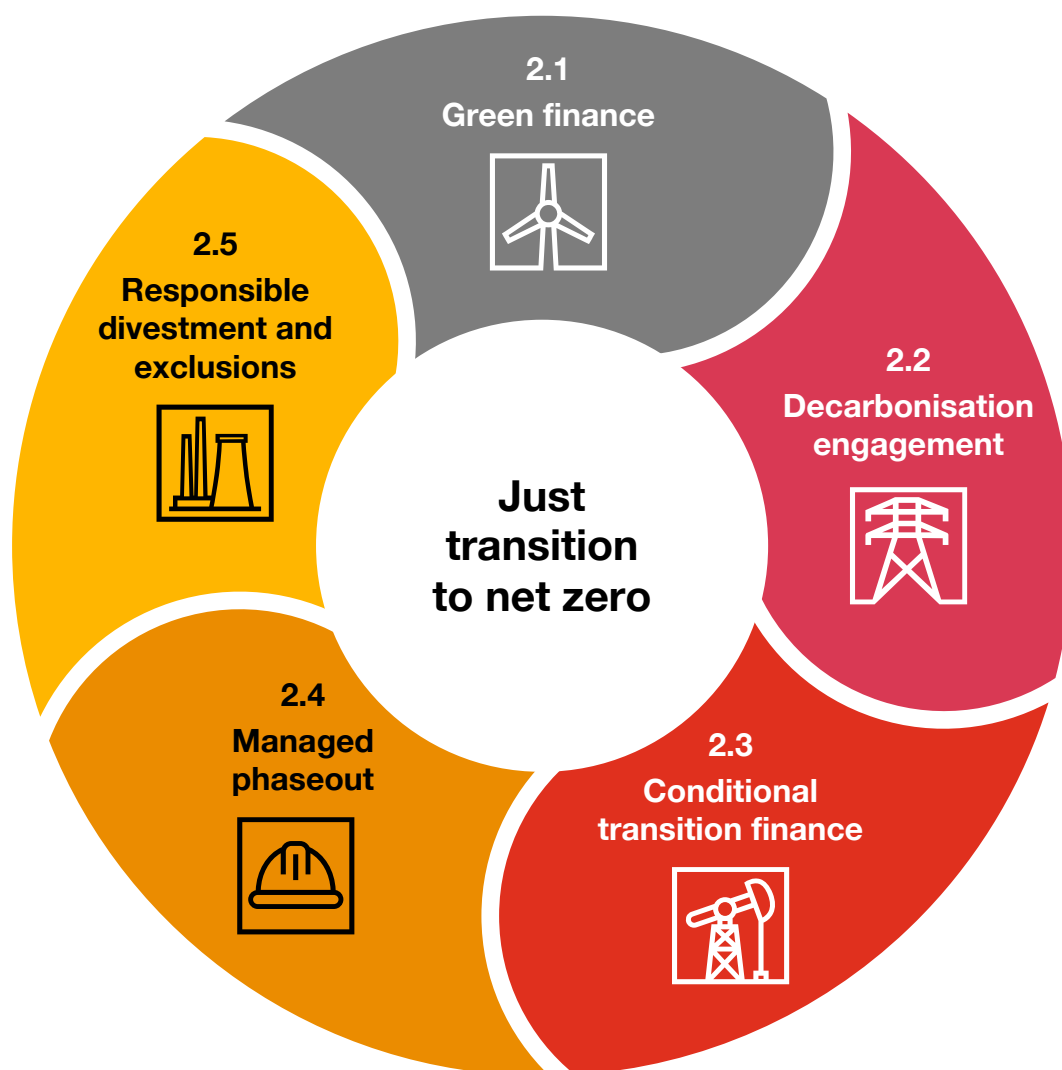 2.1
Green finance
2.2
Decarbonisation
engagement
2.3
Conditional
transition finance
2.4
Managed
phaseout
2.5
Responsible
divestment and
exclusions
Just
transition
to net zero